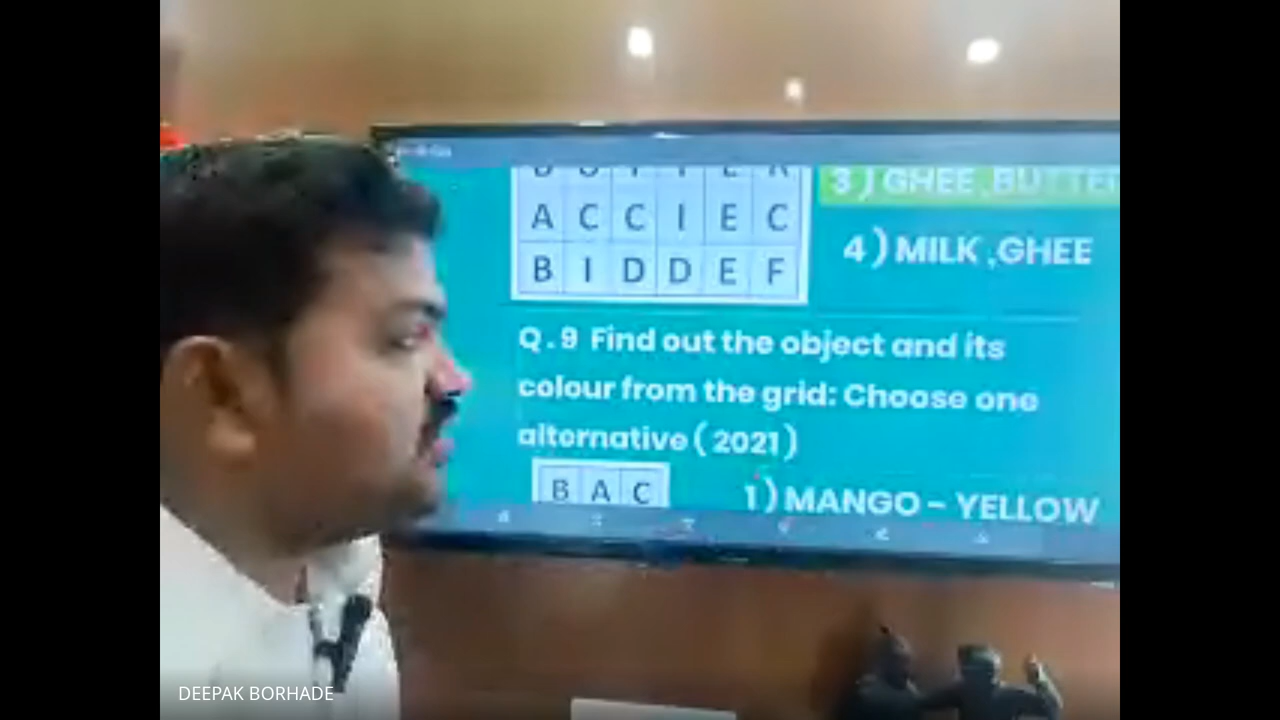 3 ) GHEE ,BUTTER
A C C I E C
4 ) MILK ,GHEE
B I D D E F
Q . 9 Find out the object and its
colour from the grid: Choose one
alternative ( 2021 )
B A C
1 ) MANGO - YELLOW
DEEPAK BORHADE